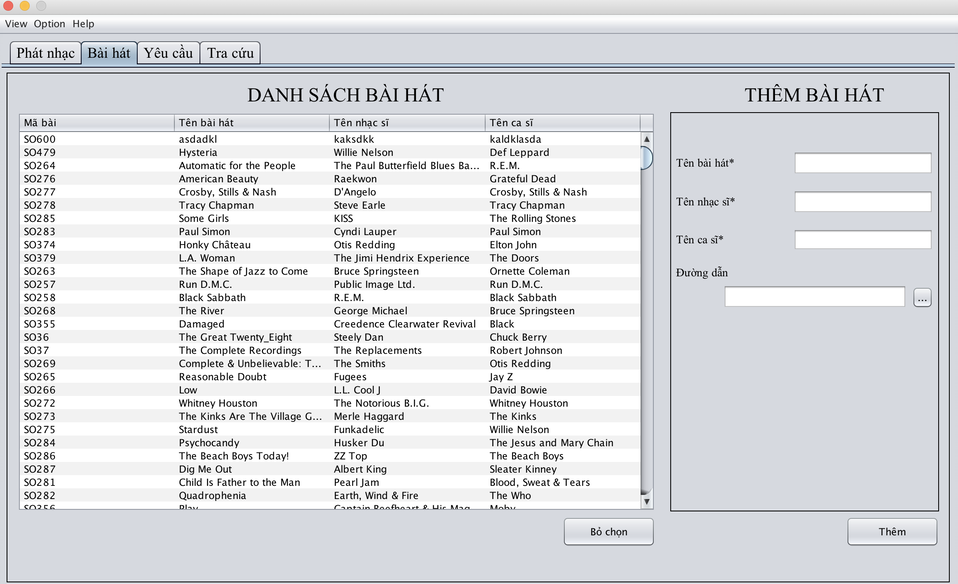 View Option Help
Phát nhạc Bài hát Yêu cầu Tra cứu
DANH SÁCH BÀI HÁT
Mã bài Tên bài hát Tên nhạc sĩ Tên ca sĩ
SO600 asdadkl kaksdkk kaldklasda
SO479 Hysteria Willie Nelson Def Leppard
SO264 Automatic for the People The Paul Butterfield Blues Ba... R.E.M.
SO276 American Beauty Raekwon Grateful Dead
SO277 Crosby, Stills & Nash D'Angelo Crosby, Stills & Nash
SO278 Tracy Chapman Steve Earle Tracy Chapman
SO285 Some Girls KISS The Rolling Stones
SO283 Paul Simon Cyndi Lauper Paul Simon
SO374 Honky Château Otis Redding Elton John
SO379 L.A. Woman The Jimi Hendrix Experience The Doors
SO263 The Shape of Jazz to Come Bruce Springsteen Ornette Coleman
SO257 Run D.M.C. Public Image Ltd. Run D.M.C.
SO258 Black Sabbath R.E.M. Black Sabbath
SO268 The River George Michael Bruce Springsteen
SO355 Damaged Creedence Clearwater Revival Black
SO36 The Great Twenty_Eight Steely Dan Chuck Berry
SO37 The Complete Recordings The Replacements Robert Johnson
SO269 Complete & Unbelievable: T... The Smiths Otis Redding
SO265 Reasonable Doubt Fugees Jay Z
SO266 Low L.L. Cool J David Bowie
SO272 Whitney Houston The Notorious B.I.G. Whitney Houston
SO273 The Kinks Are The Village G... Merle Haggard The Kinks
SO275 Stardust Funkadelic Willie Nelson
SO284 Psychocandy Husker Du The Jesus and Mary Chain
SO286 The Beach Boys Today! ZZ Top The Beach Boys
SO287 Dig Me Out Albert King Sleater Kinney
SO281 Child Is Father to the Man Pearl Jam Blood, Sweat & Tears
SO282 Quadrophenia Earth, Wind & Fire The Who
SO356 Play Captain Beefheart & His Mag... Moby
Bỏ chọn
THÊM BÀI HÁT
Tên bài hát*
Tên nhạc sĩ*
Tên ca sĩ*
Đường dẫn
...
Thêm